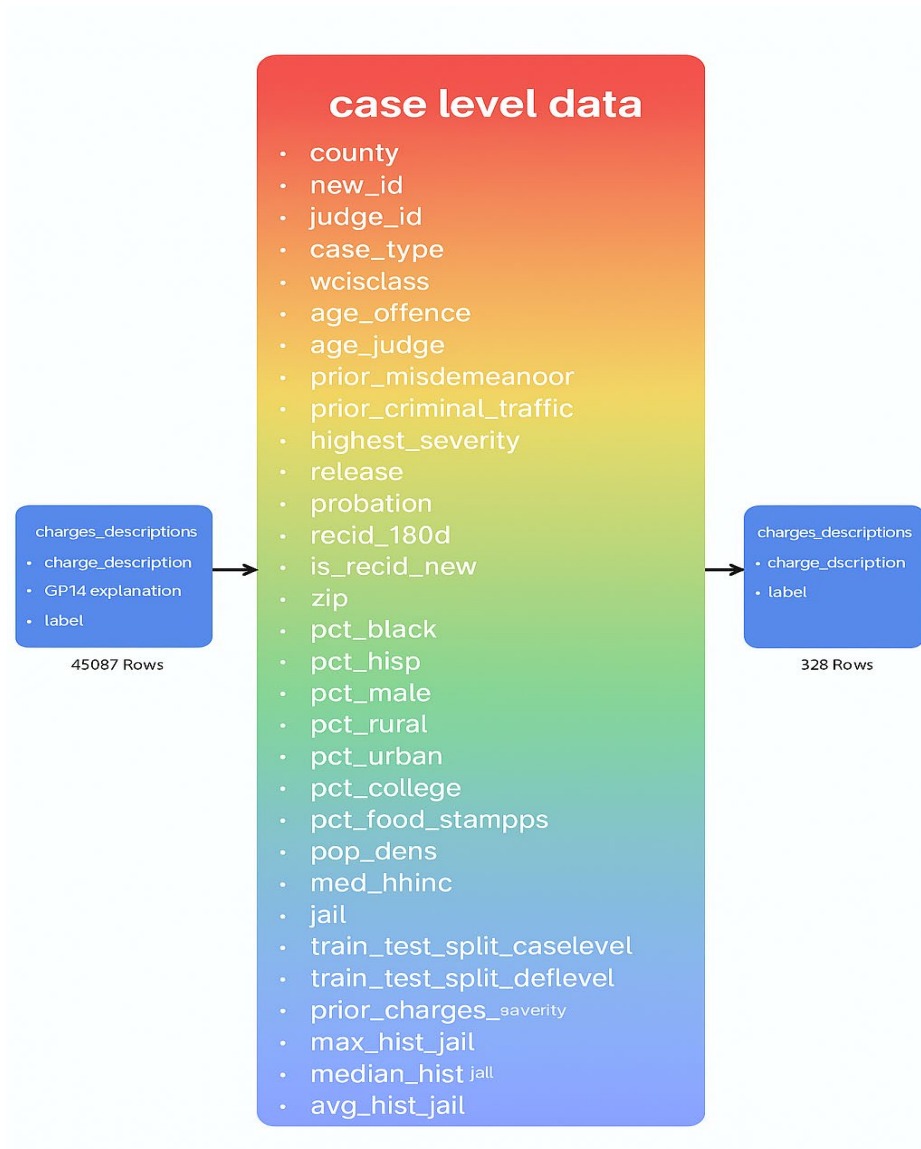 case level data
• county
• new_id
• judge_id
• case_type
• wcisclass
• age_offence
• age_judge
• prior_misdemeanoor
• prior_criminal_traffic
• highest_severity
• release
• probation
• recid_180d
• is_recid_new
• zip
• pct_black
• pct_hisp
• pct_male
• pct_rural
• pct_urban
• pct_college
• pct_food_stampps
• pop_dens
• med_hhinc
• jail
• train_test_split_caselevel
• train_test_split_deflevel
• prior_charges_saverity
• max_hist_jail
• median_hist jall
• avg_hist_jail
charges_descriptions
• charge_description
• GP14 explanation
• label
45087 Rows
charges_descriptions
• charge_dscription
• label
328 Rows